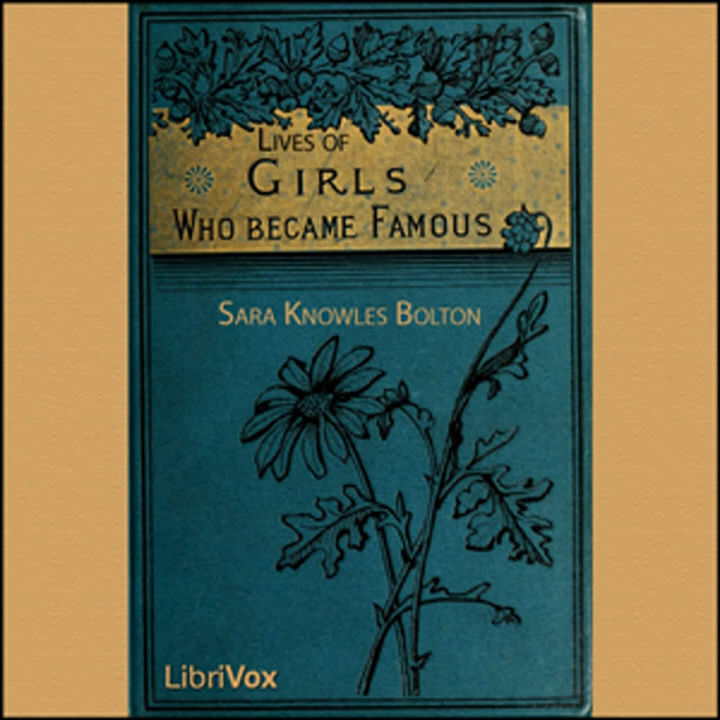 LIVES OF
GIRLS
WHO BECAME FAMOUS
SARA KNOWLES BOLTON
LibriVox